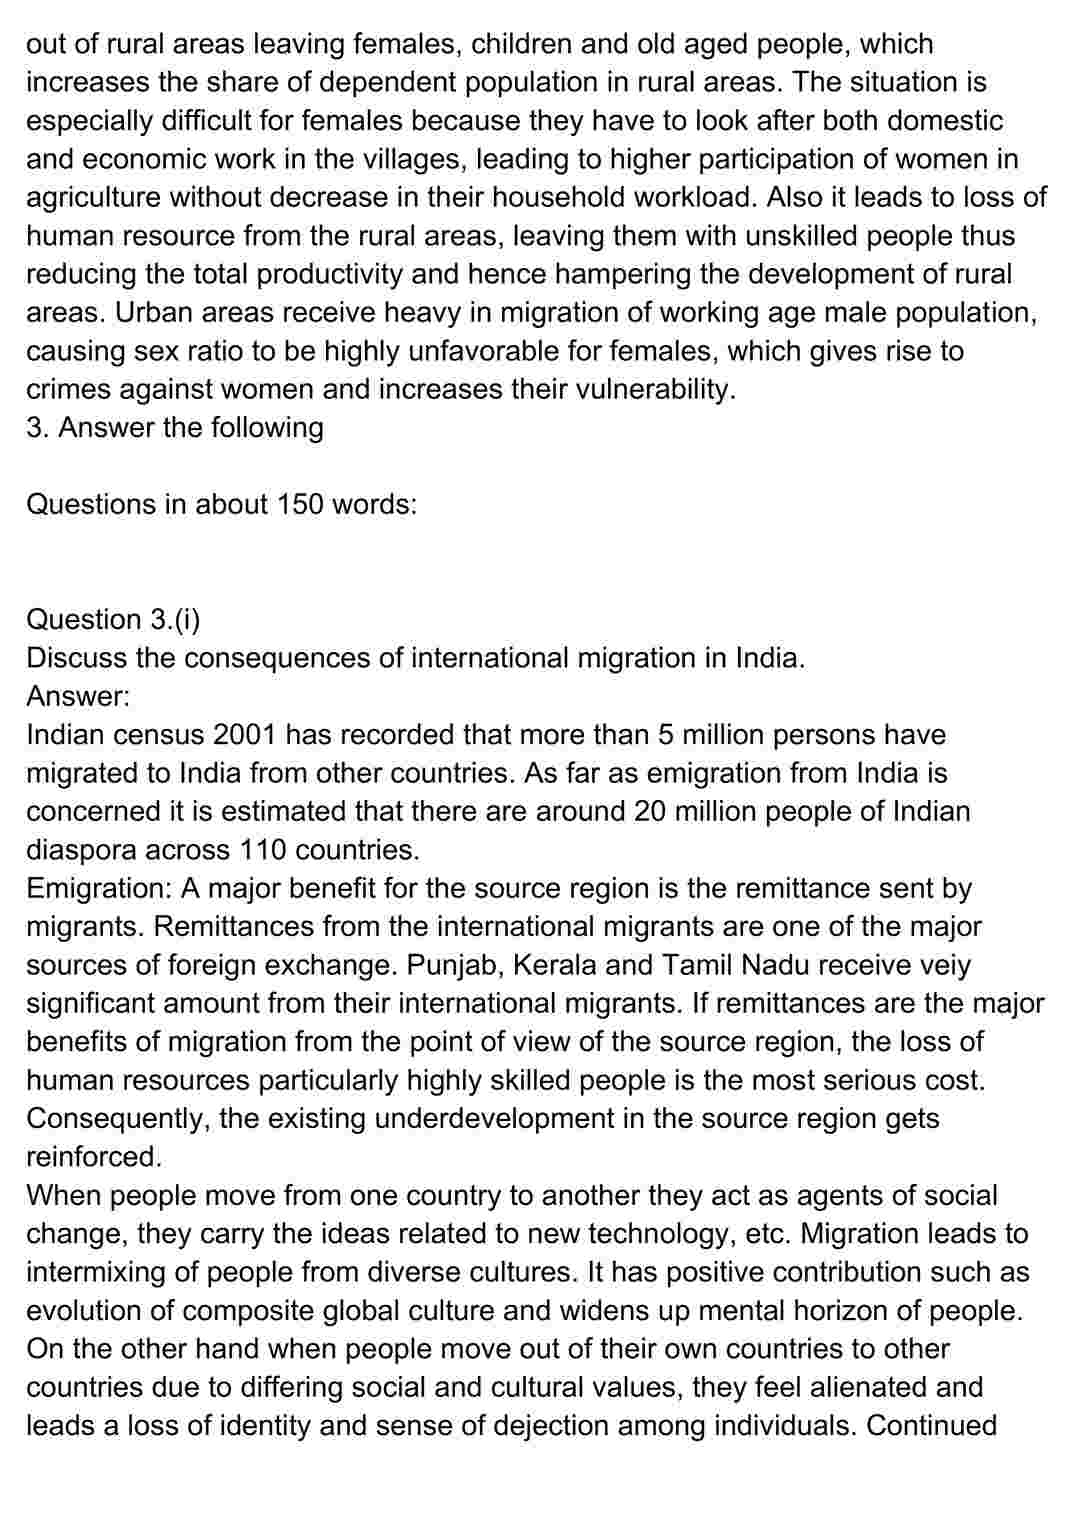 out of rural areas leaving females, children and old aged people, which
increases the share of dependent population in rural areas. The situation is
especially difficult for females because they have to look after both domestic
and economic work in the villages, leading to higher participation of women in
agriculture without decrease in their household workload. Also it leads to loss of
human resource from the rural areas, leaving them with unskilled people thus
reducing the total productivity and hence hampering the development of rural
areas. Urban areas receive heavy in migration of working age male population,
causing sex ratio to be highly unfavorable for females, which gives rise to
crimes against women and increases their vulnerability.
3. Answer the following
Questions in about 150 words:
Question 3.(i)
Discuss the consequences of international migration in India.
Answer:
Indian census 2001 has recorded that more than 5 million persons have
migrated to India from other countries. As far as emigration from India is
concerned it is estimated that there are around 20 million people of Indian
diaspora across 110 countries.
Emigration: A major benefit for the source region is the remittance sent by
migrants. Remittances from the international migrants are one of the major
sources of foreign exchange. Punjab, Kerala and Tamil Nadu receive veiy
significant amount from their international migrants. If remittances are the major
benefits of migration from the point of view of the source region, the loss of
human resources particularly highly skilled people is the most serious cost.
Consequently, the existing underdevelopment in the source region gets
reinforced.
When people move from one country to another they act as agents of social
change, they carry the ideas related to new technology, etc. Migration leads to
intermixing of people from diverse cultures. It has positive contribution such as
evolution of composite global culture and widens up mental horizon of people.
On the other hand when people move out of their own countries to other
countries due to differing social and cultural values, they feel alienated and
leads a loss of identity and sense of dejection among individuals. Continued